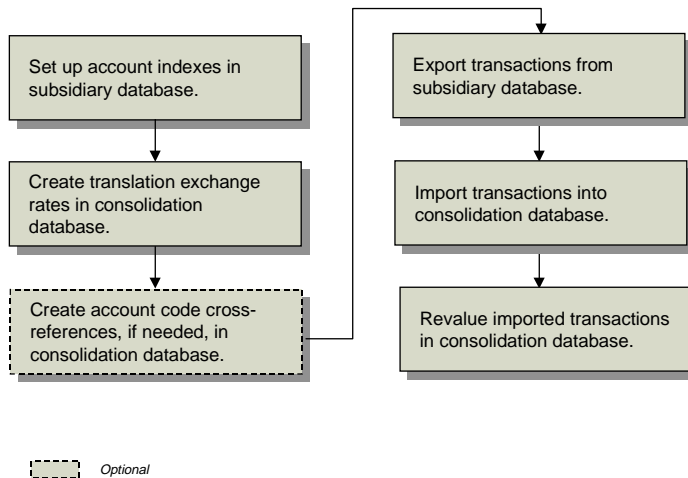 Set up account indexes in
subsidiary database.
Create translation exchange
rates in consolidation
database.
Create account code cross-
references, if needed, in
consolidation database.
Export transactions from
subsidiary database.
Import transactions into
consolidation database.
Revalue imported transactions
in consolidation database.
Optional